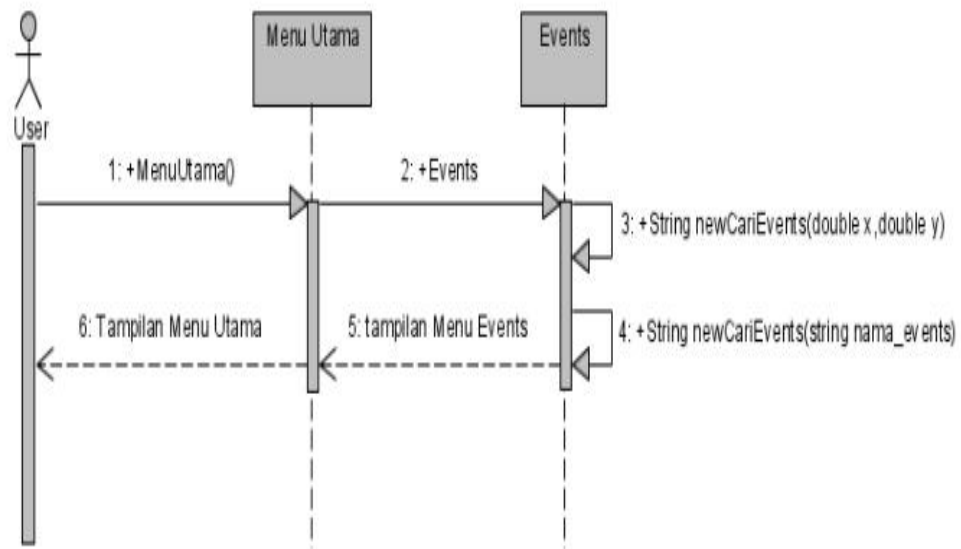 Menu Utama
Events
User
1: +MenuUtama()
2: +Events
3: +String newCariEvents(double x,double y)
6: Tampilan Menu Utama
5: tampilan Menu Events
4: +String newCariEvents(string nama_events)